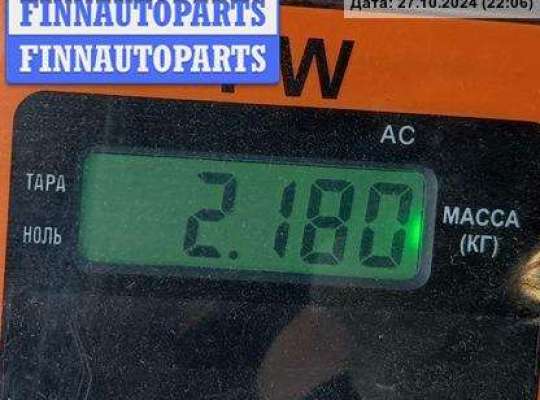 FINNAUTOPARTS
FINNAUTOPARTS
Дата: 27.10.2024 (22:06)
W
AC
ТАРА
2.180
МАССА
(КГ)
НОЛЬ